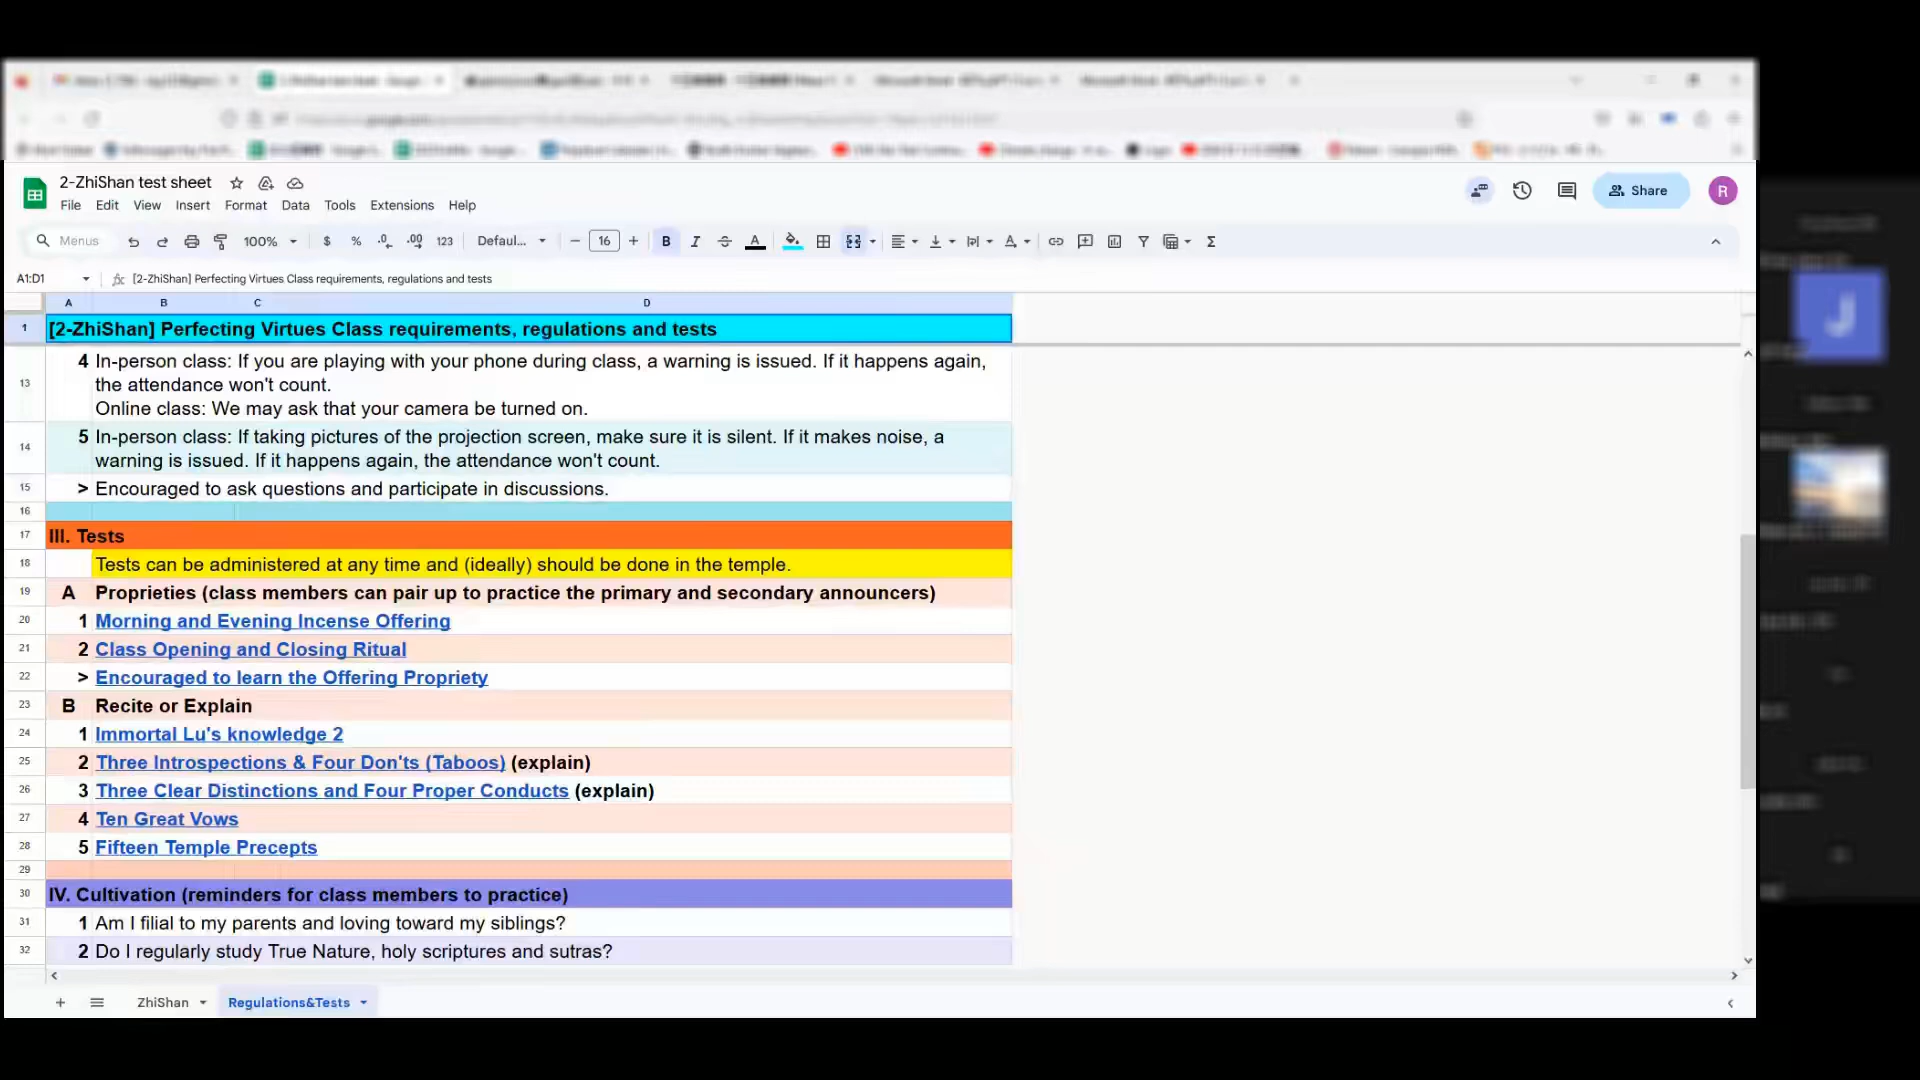 2-ZhiShan test sheet
File Edit View Insert Format Data Tools Extensions Help
Share
R
Menus
100%
$ % .0 .00 123
Defaul...
16
B I A
A1:D1
[2-ZhiShan] Perfecting Virtues Class requirements, regulations and tests
A B C D
1 [2-ZhiShan] Perfecting Virtues Class requirements, regulations and tests
13 4 In-person class: If you are playing with your phone during class, a warning is issued. If it happens again,
the attendance won't count.
Online class: We may ask that your camera be turned on.
14 5 In-person class: If taking pictures of the projection screen, make sure it is silent. If it makes noise, a
warning is issued. If it happens again, the attendance won't count.
15 > Encouraged to ask questions and participate in discussions.
16
17 III. Tests
18 Tests can be administered at any time and (ideally) should be done in the temple.
19 A Proprieties (class members can pair up to practice the primary and secondary announcers)
20 1 Morning and Evening Incense Offering
21 2 Class Opening and Closing Ritual
22 > Encouraged to learn the Offering Propriety
23 B Recite or Explain
24 1 Immortal Lu's knowledge 2
25 2 Three Introspections & Four Don'ts (Taboos) (explain)
26 3 Three Clear Distinctions and Four Proper Conducts (explain)
27 4 Ten Great Vows
28 5 Fifteen Temple Precepts
29
30 IV. Cultivation (reminders for class members to practice)
31 1 Am I filial to my parents and loving toward my siblings?
32 2 Do I regularly study True Nature, holy scriptures and sutras?
ZhiShan
Regulations&Tests
J